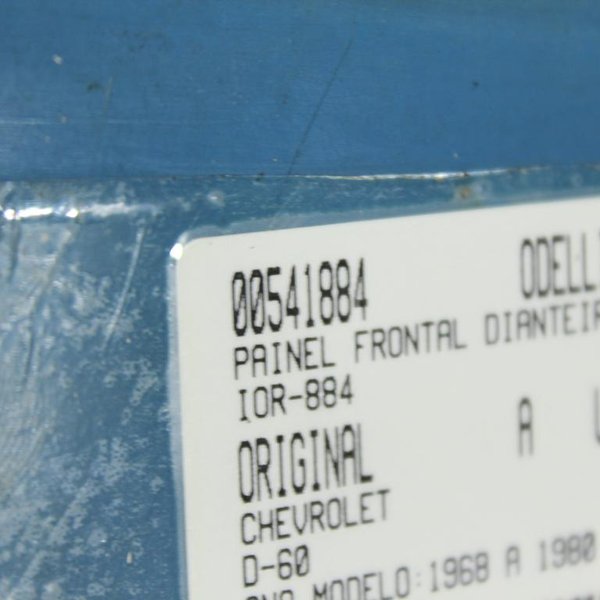 00541884
PAINEL FRONTAL
IOR-884
ORIGINAL A
CHEVROLET
D-60
MODELO:1968 A 1980